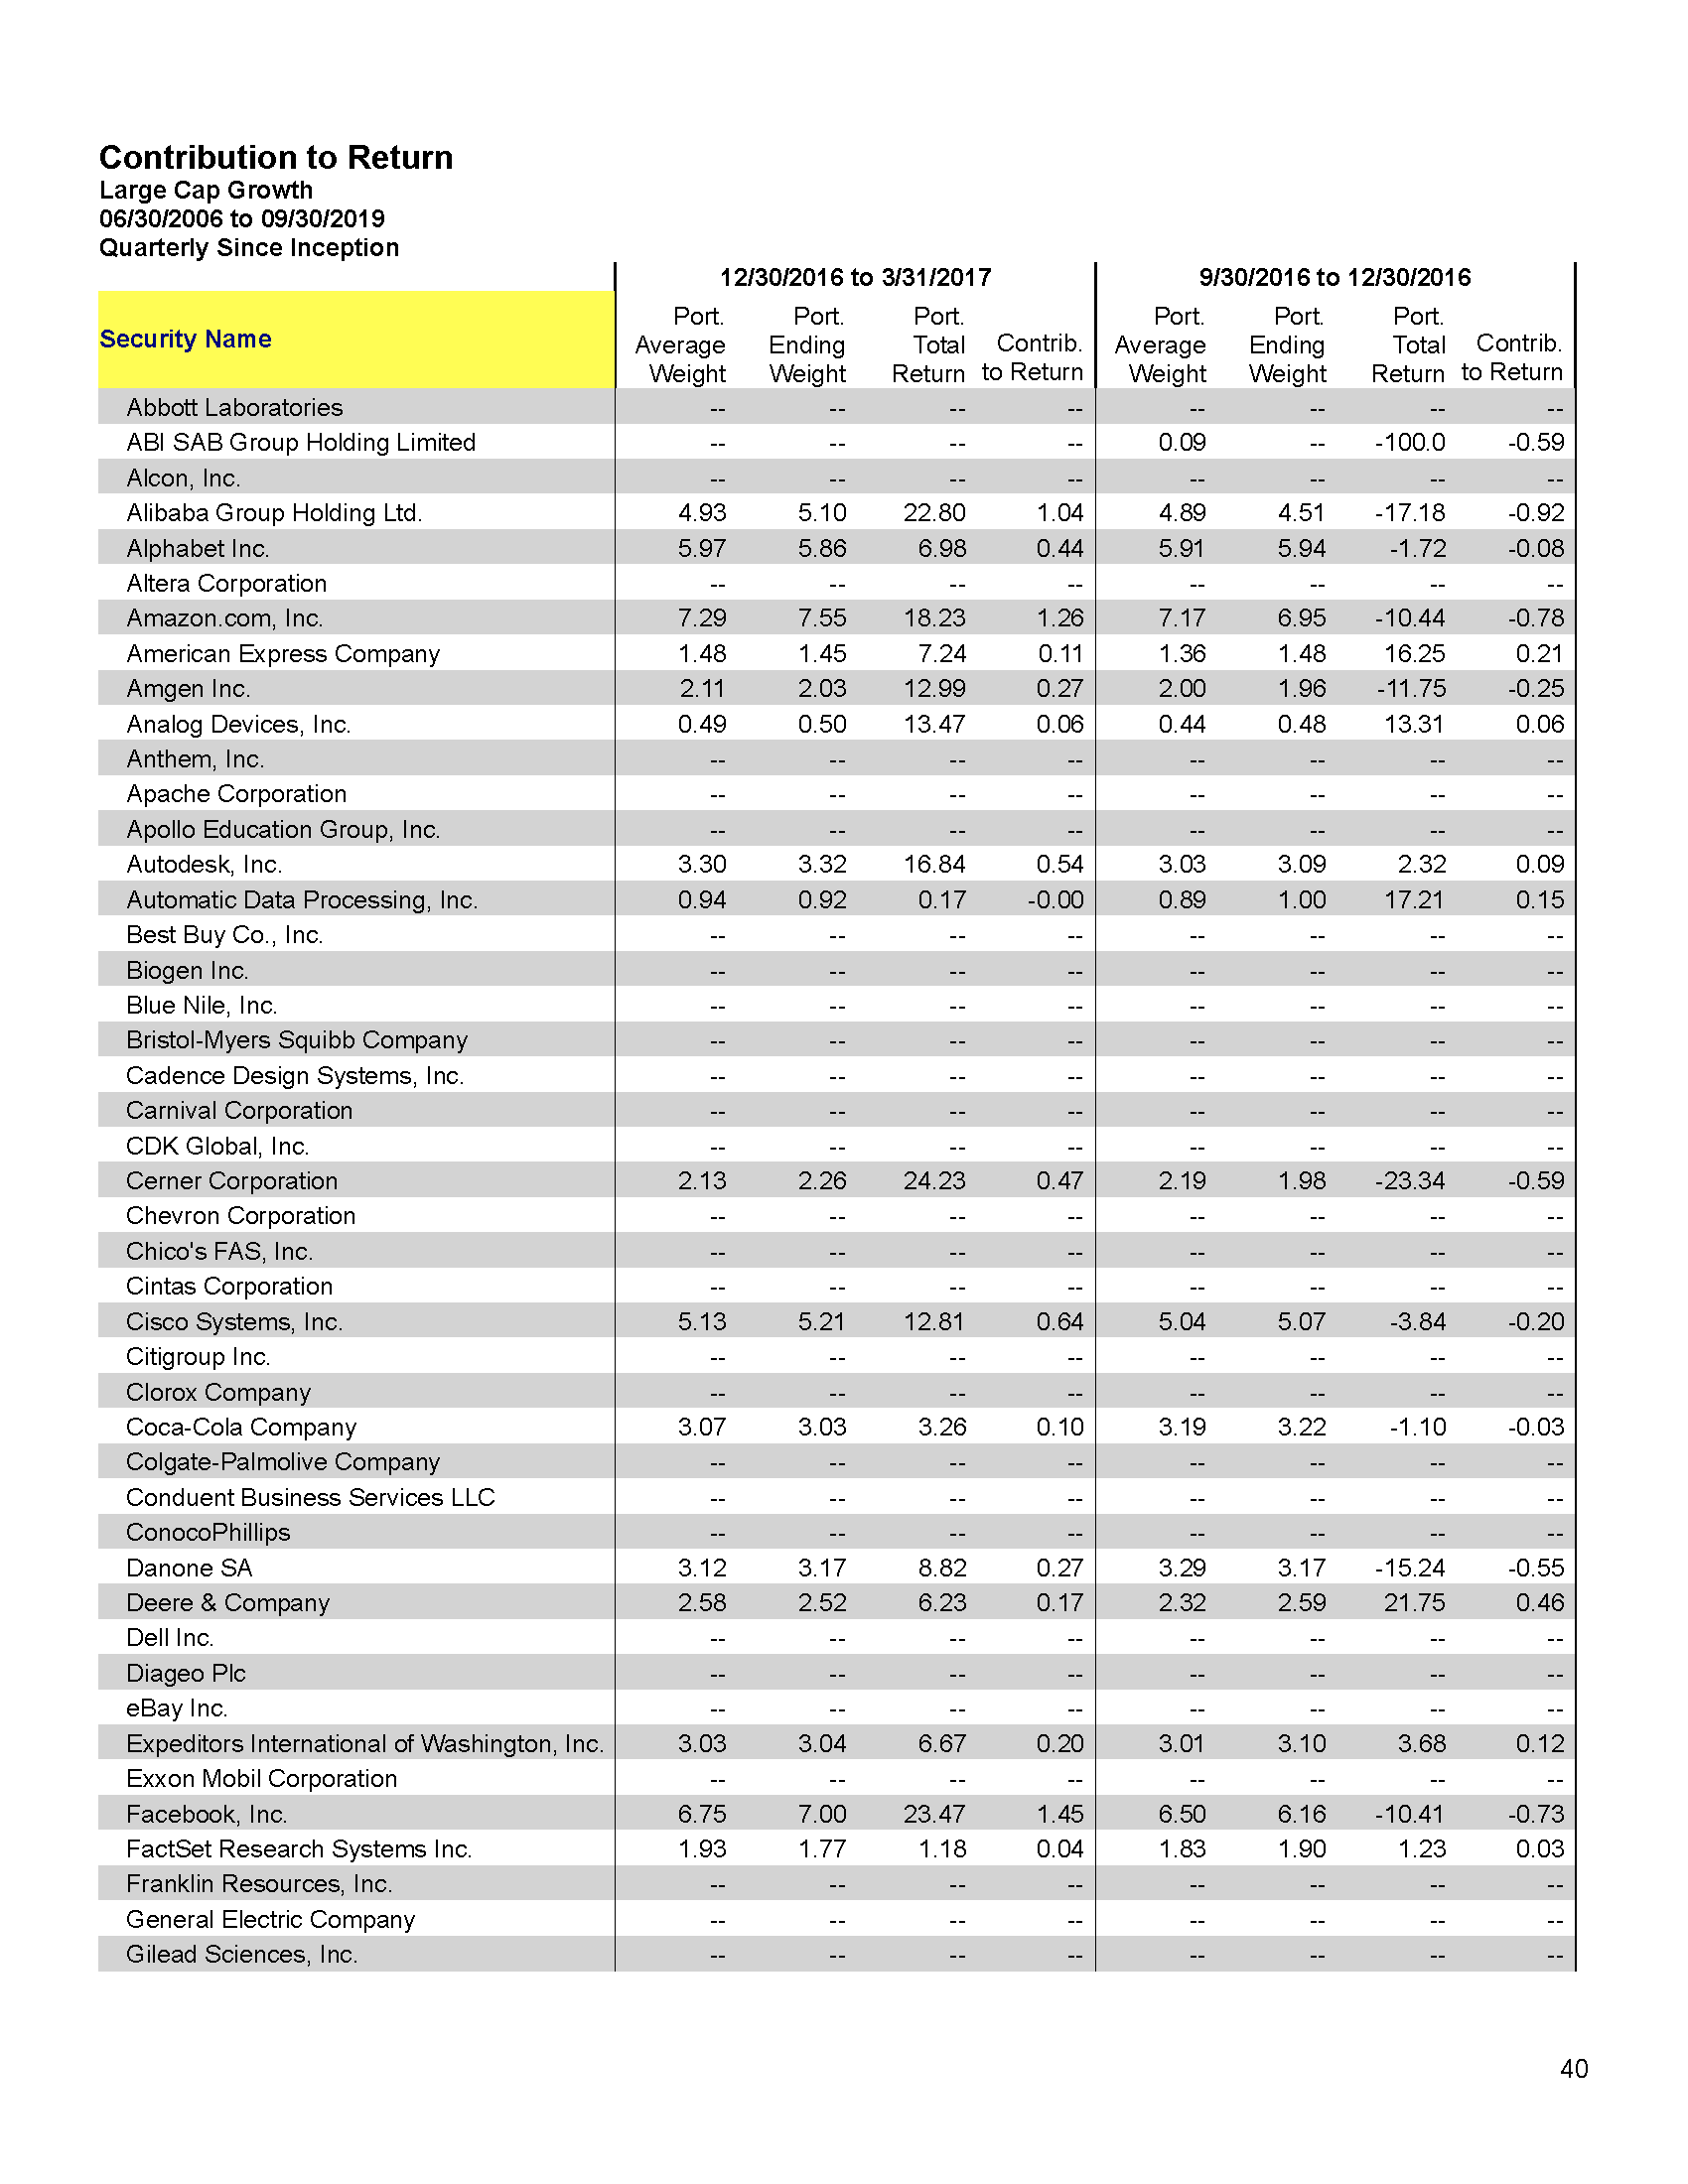 Contribution to Return
Large Cap Growth
06/30/2006 to 09/30/2019
Quarterly Since Inception
12/30/2016 to 3/31/2017 9/30/2016 to 12/30/2016
Port. Port. Port. Port. Port. Port.
Security Name Average Ending Total Contrib. Average Ending Total Contrib.
Weight Weight Return to Return Weight Weight Return to Return
Abbott Laboratories -- -- -- -- -- -- -- --
ABI SAB Group Holding Limited -- -- -- -- 0.09 -- -100.0 -0.59
Alcon, Inc. -- -- -- -- -- -- -- --
Alibaba Group Holding Ltd. 4.93 5.10 22.80 1.04 4.89 4.51 -17.18 -0.92
Alphabet Inc. 5.97 5.86 6.98 0.44 5.91 5.94 -1.72 -0.08
Altera Corporation -- -- -- -- -- -- -- --
Amazon.com, Inc. 7.29 7.55 18.23 1.26 7.17 6.95 -10.44 -0.78
American Express Company 1.48 1.45 7.24 0.11 1.36 1.48 16.25 0.21
Amgen Inc. 2.11 2.03 12.99 0.27 2.00 1.96 -11.75 -0.25
Analog Devices, Inc. 0.49 0.50 13.47 0.06 0.44 0.48 13.31 0.06
Anthem, Inc. -- -- -- -- -- -- -- --
Apache Corporation -- -- -- -- -- -- -- --
Apollo Education Group, Inc. -- -- -- -- -- -- -- --
Autodesk, Inc. 3.30 3.32 16.84 0.54 3.03 3.09 2.32 0.09
Automatic Data Processing, Inc. 0.94 0.92 0.17 -0.00 0.89 1.00 17.21 0.15
Best Buy Co., Inc. -- -- -- -- -- -- -- --
Biogen Inc. -- -- -- -- -- -- -- --
Blue Nile, Inc. -- -- -- -- -- -- -- --
Bristol-Myers Squibb Company -- -- -- -- -- -- -- --
Cadence Design Systems, Inc. -- -- -- -- -- -- -- --
Carnival Corporation -- -- -- -- -- -- -- --
CDK Global, Inc. -- -- -- -- -- -- -- --
Cerner Corporation 2.13 2.26 24.23 0.47 2.19 1.98 -23.34 -0.59
Chevron Corporation -- -- -- -- -- -- -- --
Chico's FAS, Inc. -- -- -- -- -- -- -- --
Cintas Corporation -- -- -- -- -- -- -- --
Cisco Systems, Inc. 5.13 5.21 12.81 0.64 5.04 5.07 -3.84 -0.20
Citigroup Inc. -- -- -- -- -- -- -- --
Clorox Company -- -- -- -- -- -- -- --
Coca-Cola Company 3.07 3.03 3.26 0.10 3.19 3.22 -1.10 -0.03
Colgate-Palmolive Company -- -- -- -- -- -- -- --
Conduent Business Services LLC -- -- -- -- -- -- -- --
ConocoPhillips -- -- -- -- -- -- -- --
Danone SA 3.12 3.17 8.82 0.27 3.29 3.17 -15.24 -0.55
Deere & Company 2.58 2.52 6.23 0.17 2.32 2.59 21.75 0.46
Dell Inc. -- -- -- -- -- -- -- --
Diageo Plc -- -- -- -- -- -- -- --
eBay Inc. -- -- -- -- -- -- -- --
Expeditors International of Washington, Inc. 3.03 3.04 6.67 0.20 3.01 3.10 3.68 0.12
Exxon Mobil Corporation -- -- -- -- -- -- -- --
Facebook, Inc. 6.75 7.00 23.47 1.45 6.50 6.16 -10.41 -0.73
FactSet Research Systems Inc. 1.93 1.77 1.18 0.04 1.83 1.90 1.23 0.03
Franklin Resources, Inc. -- -- -- -- -- -- -- --
General Electric Company -- -- -- -- -- -- -- --
Gilead Sciences, Inc. -- -- -- -- -- -- -- --
40